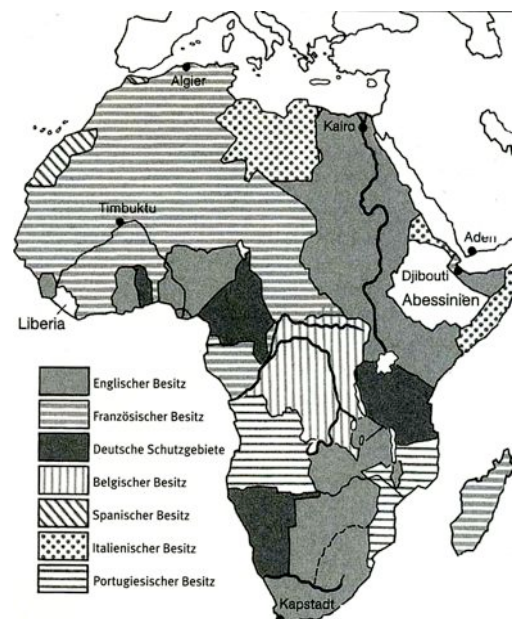 Algier
Kairo
Timbuktu
Aden
Djibouti
Abessinien
Liberia
Englischer Besitz
Französischer Besitz
Deutsche Schutzgebiete
Belgischer Besitz
Spanischer Besitz
Italienischer Besitz
Portugiesischer Besitz
Kapstadt